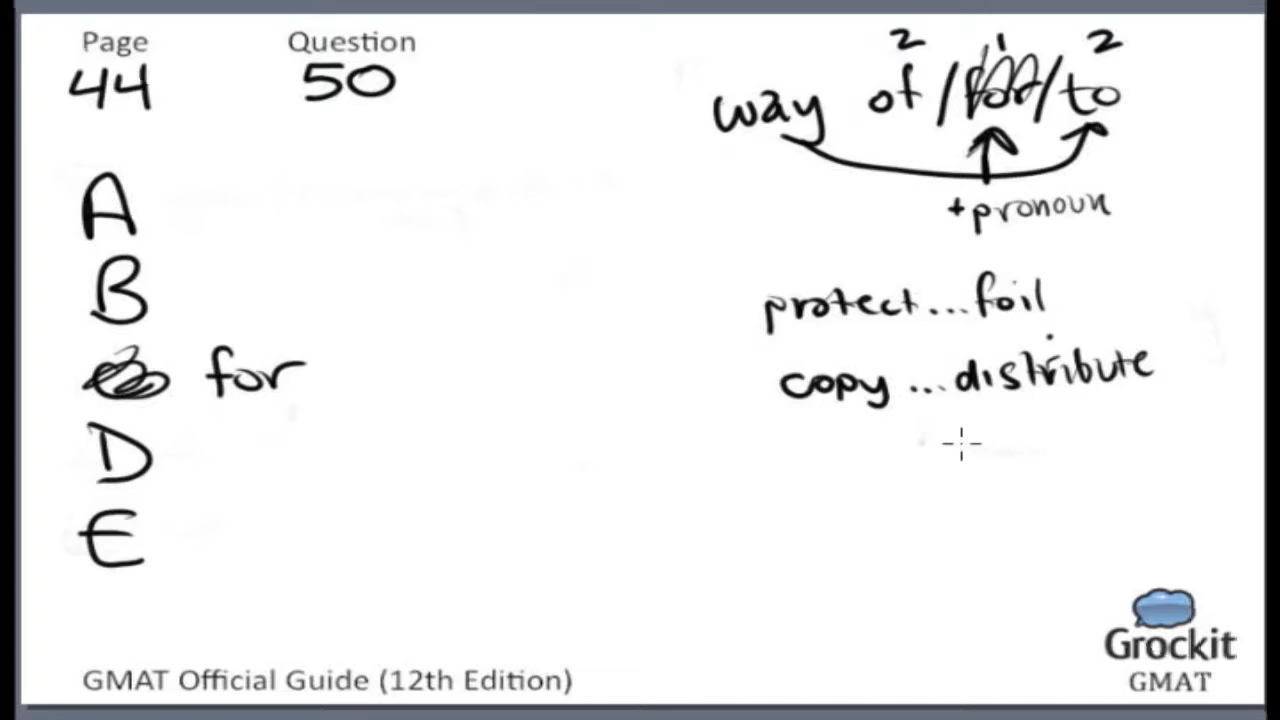 Page Question
44 50
2 1 2
way of /for/ to
+ pronoun
A
B
protect... foil
for
copy ... distribute
D
E
Grockit
GMAT
GMAT Official Guide (12th Edition)